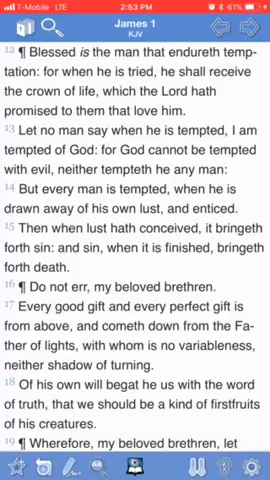 T-Mobile LTE 2:53 PM 61%
James 1
KJV
12 ¶ Blessed is the man that endureth temp-
tation: for when he is tried, he shall receive
the crown of life, which the Lord hath
promised to them that love him.
13 Let no man say when he is tempted, I am
tempted of God: for God cannot be tempted
with evil, neither tempteth he any man:
14 But every man is tempted, when he is
drawn away of his own lust, and enticed.
15 Then when lust hath conceived, it bringeth
forth sin: and sin, when it is finished, bringeth
forth death.
16 ¶ Do not err, my beloved brethren.
17 Every good gift and every perfect gift is
from above, and cometh down from the Fa-
ther of lights, with whom is no variableness,
neither shadow of turning.
18 Of his own will begat he us with the word
of truth, that we should be a kind of firstfruits
of his creatures.
19 ¶ Wherefore, my beloved brethren, let